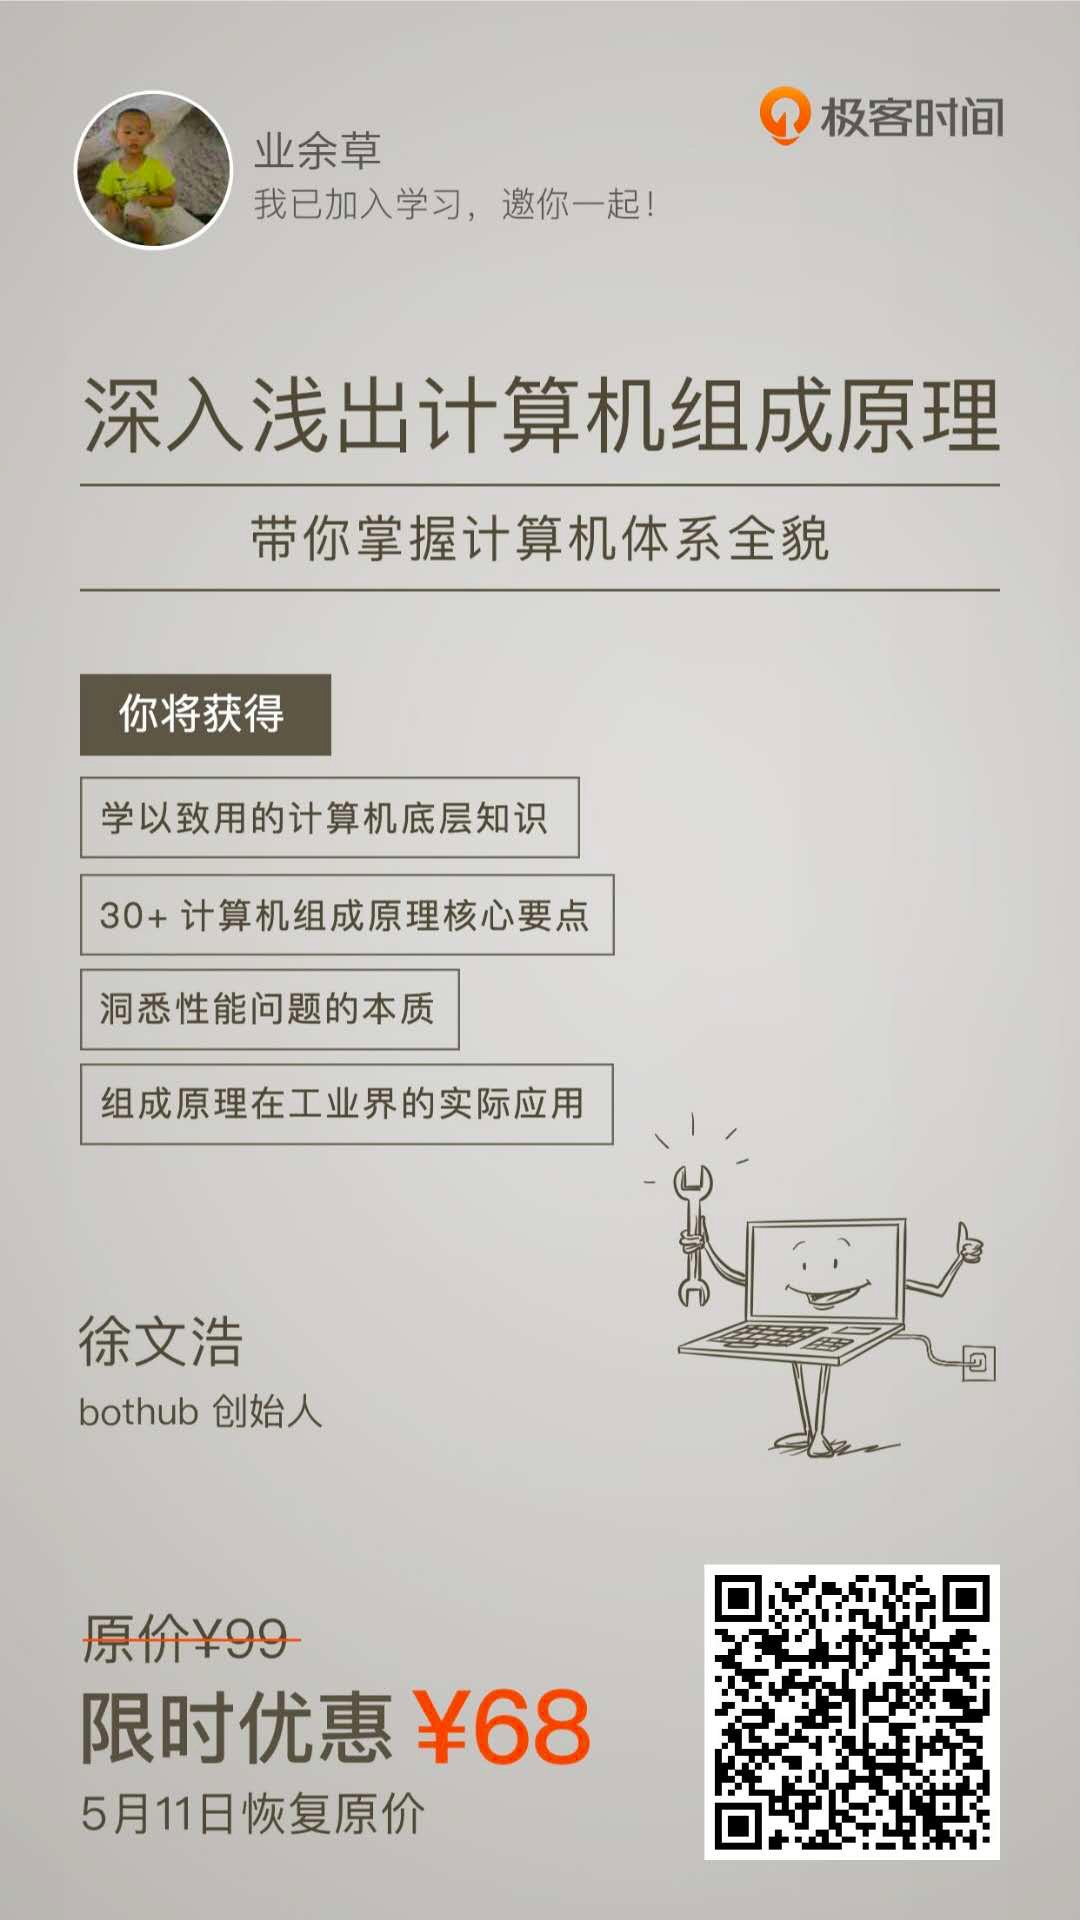 业余草
我已加入学习，邀你一起！
极客时间
深入浅出计算机组成原理
带你掌握计算机体系全貌
你将获得
学以致用的计算机底层知识
30+ 计算机组成原理核心要点
洞悉性能问题的本质
组成原理在工业界的实际应用
徐文浩
bothub 创始人
原价¥99
限时优惠 ¥68
5月11日恢复原价